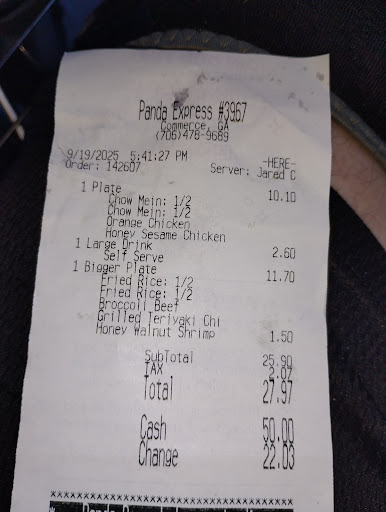 Panda Express #3967
Commerce, GA
(706)478-9689
9/19/2025 5:41:27 PM -HERE-
Order: 142607 Server: Jarad C
1 Plate 10.10
Chow Mein: 1/2
Chow Mein: 1/2
Orange Chicken
Honey Sesame Chicken
1 Large Drink 2.60
Self Serve
1 Bigger Plate 11.70
Fried Rice: 1/2
Fried Rice: 1/2
Broccoli Beef
Grilled Teriyaki Chi
Honey Walnut Shrimp 1.50
SubTotal 25.90
TAX 2.07
Total 27.97
Cash 50.00
Change 22.03
xxxxxxxxxxxxxxxxxxxxxxxxxxxxxxxxxxxxxxxx